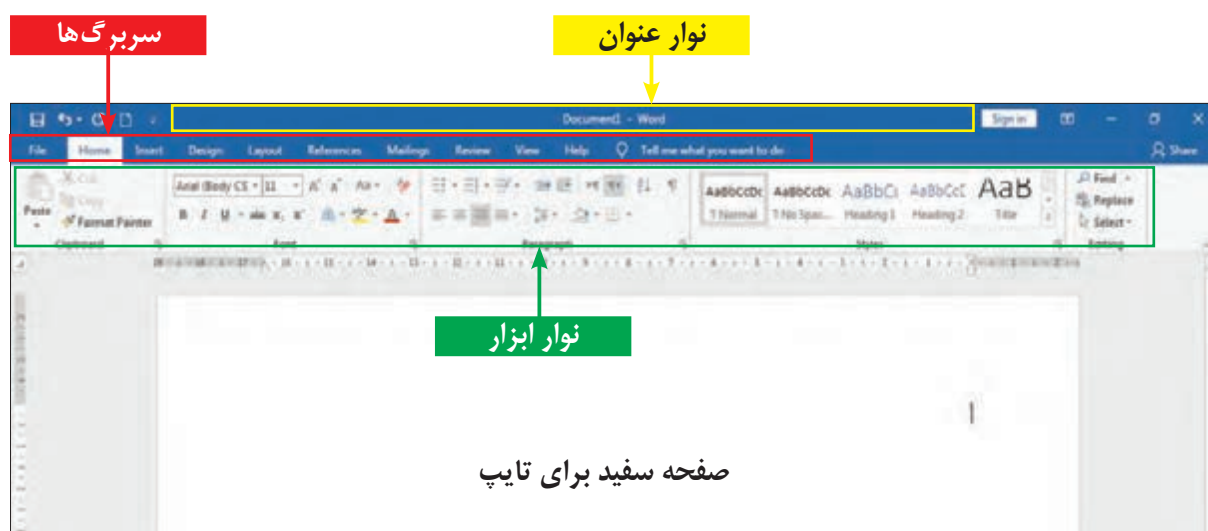 سربرگ‌ها
نوار عنوان
Document1 - Word
Sign in
File Home Insert Design Layout References Mailings Review View Help Tell me what you want to do
Share
Cut
Copy
Paste
Format Painter
Clipboard
Arial (Body CS 11
Font
Paragraph
AaBbCcDc AaBbCcDc AaBbCc AaBbCcC AaB
¶ Normal ¶ No Spac... Heading 1 Heading 2 Title
Styles
Find
Replace
Select
Editing
نوار ابزار
صفحه سفید برای تایپ